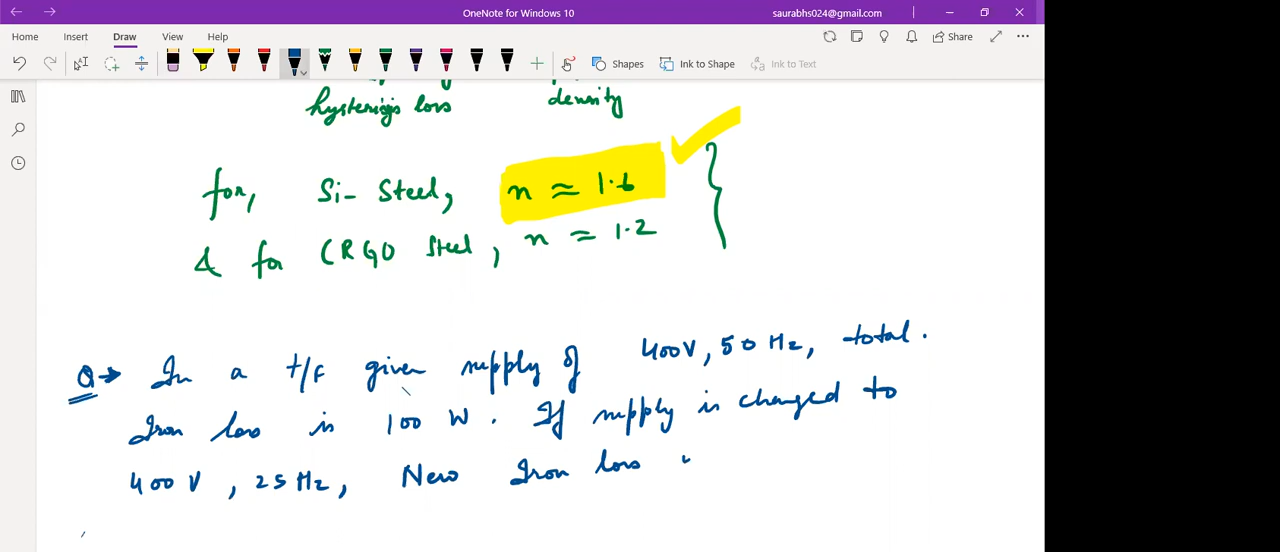 OneNote for Windows 10
saurabhs024@gmail.com
Home Insert Draw View Help
Share
Shapes Ink to Shape Ink to Text
hysterisis loss density
for, Si- Steel, n ≈ 1.6
& for CRGO Steel, n ≈ 1.2
Q→ In a t/f given supply of 400V, 50 Hz, total.
Iron loss is 100 W. If supply is changed to
400 V, 25 Hz, New Iron loss